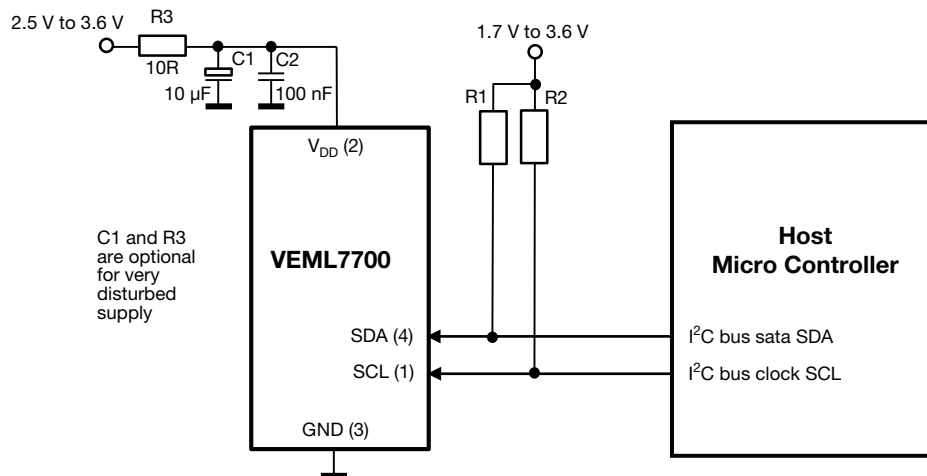 2.5 V to 3.6 V
R3
10R
C1
10 µF
C2
100 nF
1.7 V to 3.6 V
R1
R2
V_DD (2)
C1 and R3
are optional
for very
disturbed
supply
VEML7700
SDA (4)
SCL (1)
GND (3)
Host
Micro Controller
I²C bus sata SDA
I²C bus clock SCL